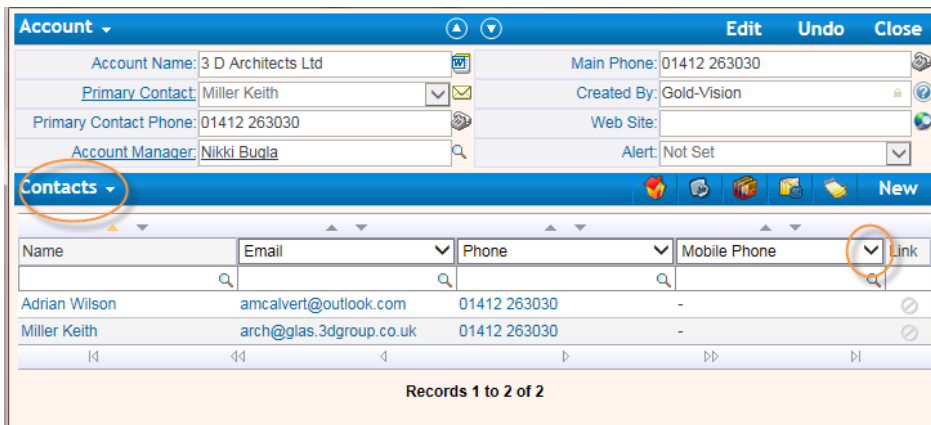 Account Edit Undo Close
Account Name: 3 D Architects Ltd Main Phone: 01412 263030
Primary Contact: Miller Keith Created By: Gold-Vision
Primary Contact Phone: 01412 263030 Web Site:
Account Manager: Nikki Bugla Alert: Not Set
Contacts New
Name Email Phone Mobile Phone Link
Adrian Wilson amcalvert@outlook.com 01412 263030 -
Miller Keith arch@glas.3dgroup.co.uk 01412 263030 -
Records 1 to 2 of 2